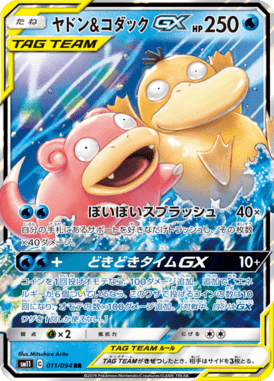 たね ヤドン&コダックGX HP250
TAG TEAM
ぽいぽいスプラッシュ 40×
自分の手札にあるサポートを好きなだけトラッシュし、その枚数
×40ダメージ。
+ どきどきタイムGX 10+
弱点 ×2 抵抗力 にげる
Illus. Mitsuhiro Arita
TAG TEAM ルール
sm11 C 011/094 RR
TAG TEAMがきぜつしたとき、相手はサイドを3枚とる。
©2019 Pokémon/Nintendo/Creatures/GAME FREAK.